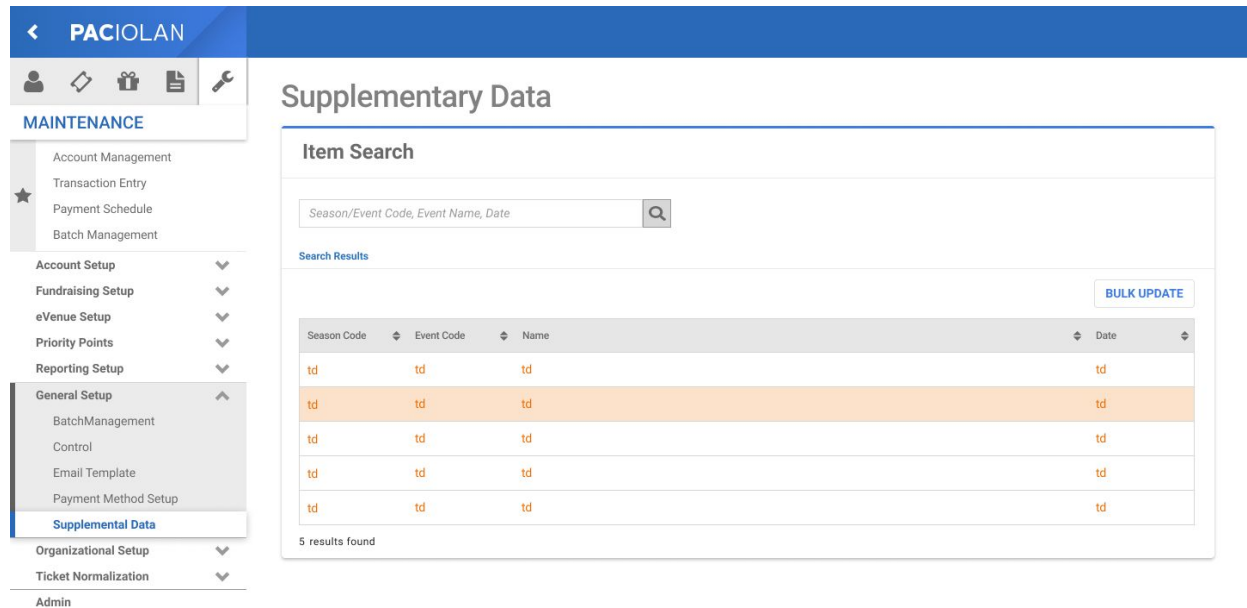 PACIOLAN
MAINTENANCE
Account Management
Transaction Entry
Payment Schedule
Batch Management
Account Setup
Fundraising Setup
eVenue Setup
Priority Points
Reporting Setup
General Setup
BatchManagement
Control
Email Template
Payment Method Setup
Supplemental Data
Organizational Setup
Ticket Normalization
Admin
Supplementary Data
Item Search
Season/Event Code, Event Name, Date
Search Results
BULK UPDATE
Season Code Event Code Name Date
td td td td
td td td td
td td td td
td td td td
td td td td
5 results found